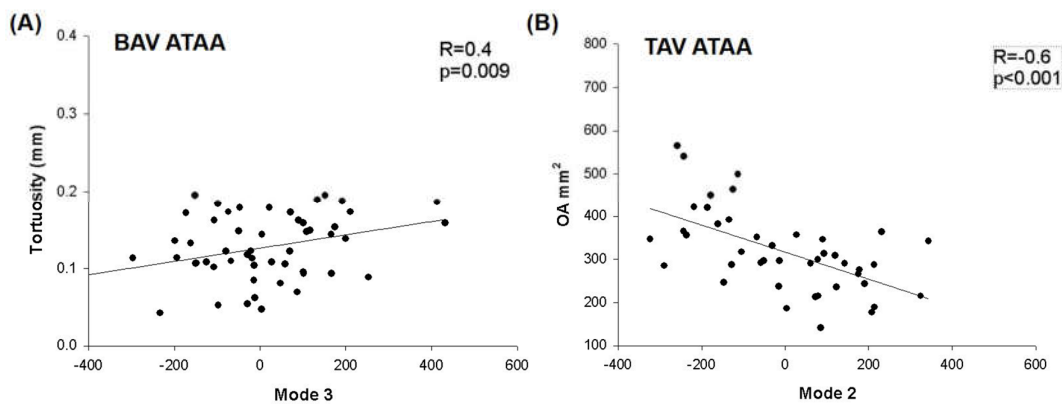 (A)
BAV ATAA
R=0.4
p=0.009
Tortuosity (mm)
0.4
0.3
0.2
0.1
0.0
-400 -200 0 200 400 600
Mode 3
(B)
TAV ATAA
R=-0.6
p<0.001
OA mm²
800
700
600
500
400
300
200
100
-400 -200 0 200 400 600
Mode 2